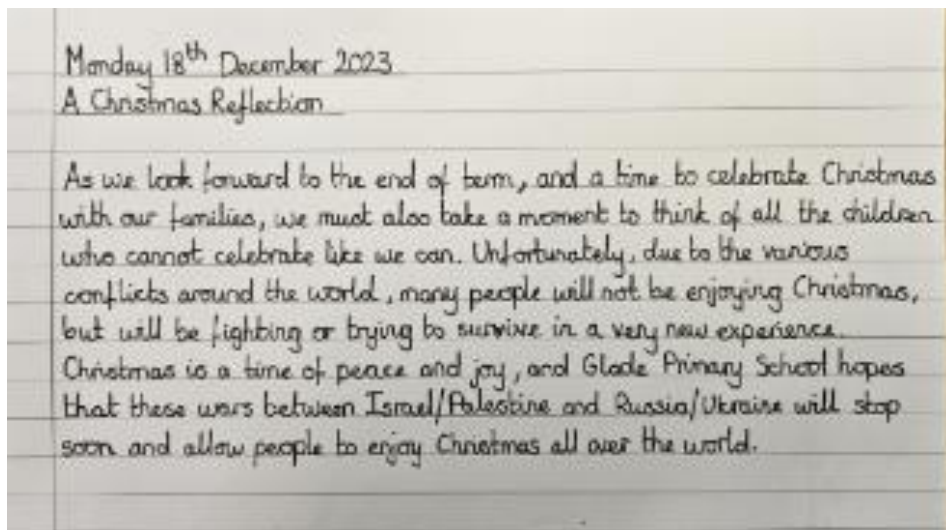 Monday 18th December 2023
A Christmas Reflection
As we look forward to the end of term, and a time to celebrate Christmas
with our families, we must also take a moment to think of all the children
who cannot celebrate like we can. Unfortunately, due to the various
conflicts around the world, many people will not be enjoying Christmas,
but will be fighting or trying to survive in a very new experience.
Christmas is a time of peace and joy, and Glade Primary School hopes
that these wars between Israel/Palestine and Russia/Ukraine will stop
soon and allow people to enjoy Christmas all over the world.